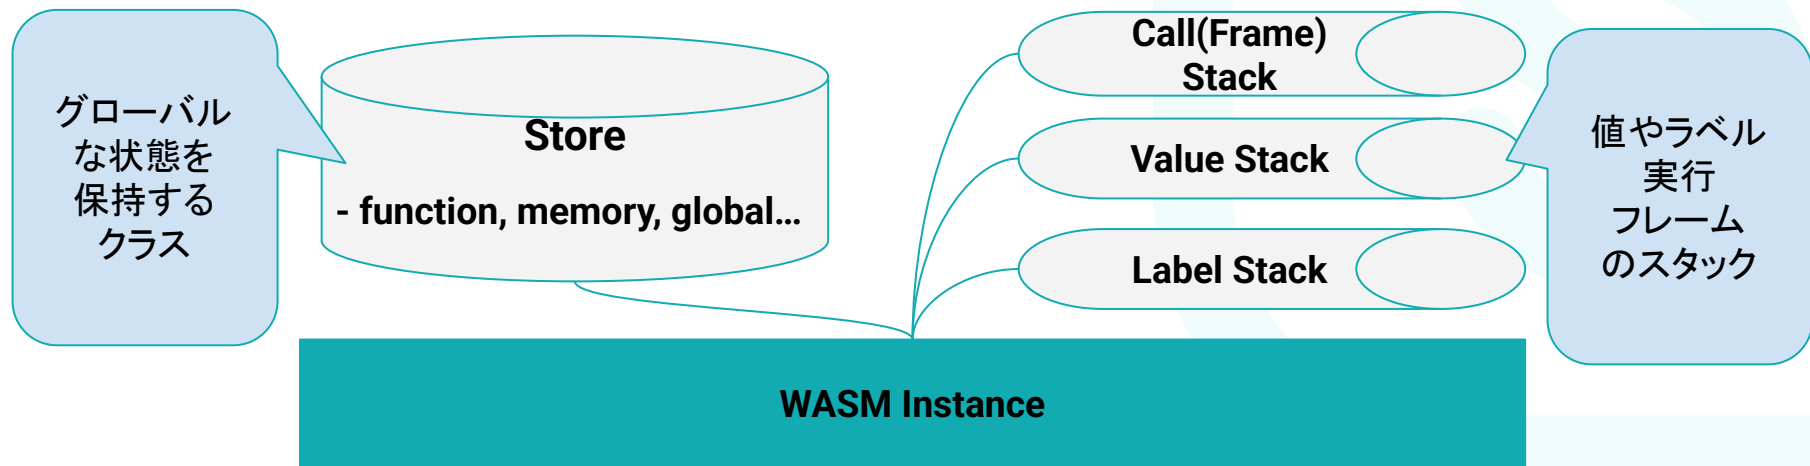 グローバル
な状態を
保持する
クラス
Store
- function, memory, global…
Call(Frame)
Stack
Value Stack
Label Stack
値やラベル
実行
フレーム
のスタック
WASM Instance